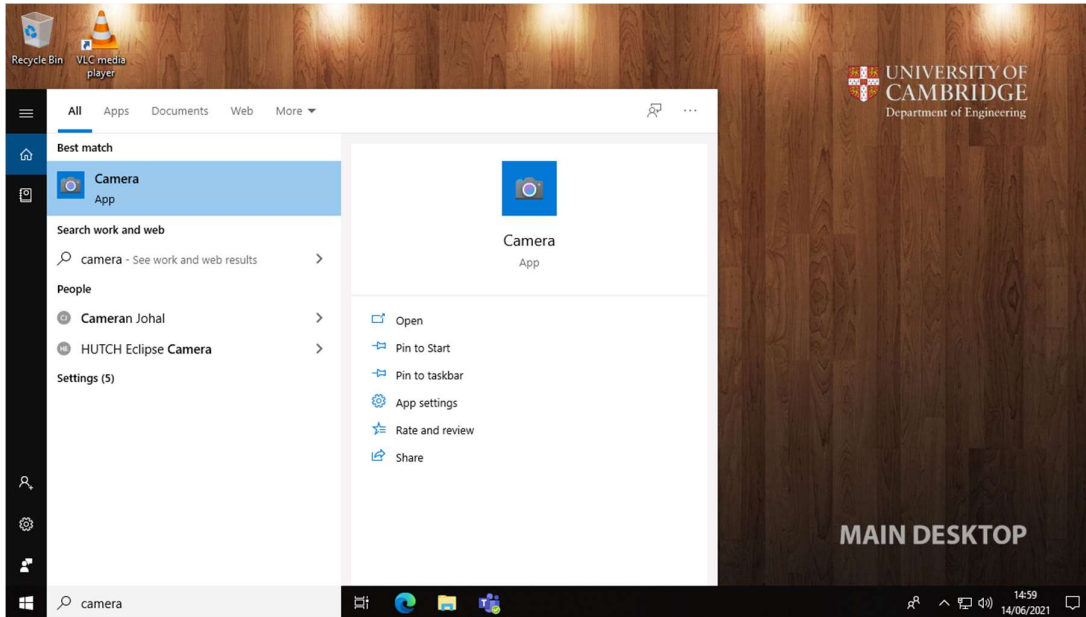 Recycle Bin
VLC media
player
UNIVERSITY OF
CAMBRIDGE
Department of Engineering
All Apps Documents Web More
Best match
Camera
App
Search work and web
camera - See work and web results
People
CJ Cameran Johal
HE HUTCH Eclipse Camera
Settings (5)
Camera
App
Open
Pin to Start
Pin to taskbar
App settings
Rate and review
Share
MAIN DESKTOP
camera
14:59
14/06/2021